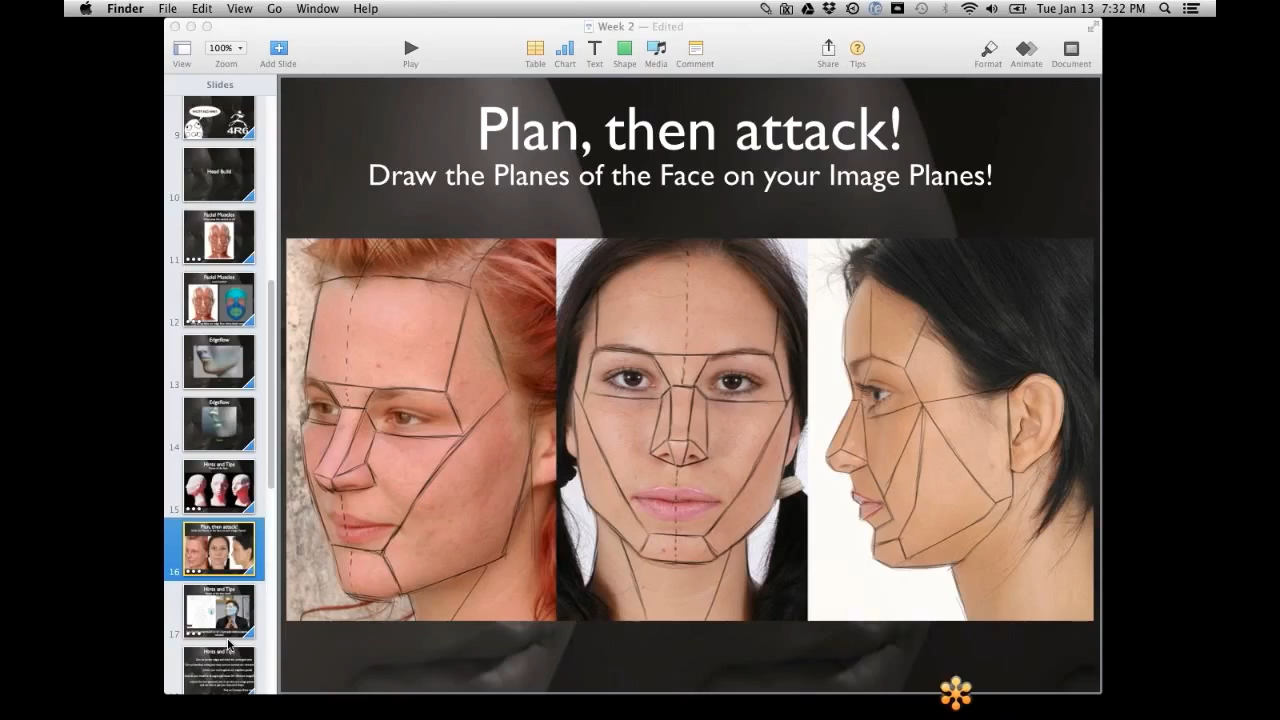 Finder File Edit View Go Window Help Tue Jan 13 7:32 PM
Week 2 — Edited
100%
View Zoom Add Slide Play Table Chart Text Shape Media Comment Share Tips Format Animate Document
Slides
9
4R6
10
Head Build
11
Facial Muscles
12
Facial Muscles
13
Edgeflow
14
Edgeflow
15
Hints and Tips
16
Plan, then attack!
17
Hints and Tips
Hints and Tips
Plan, then attack!
Draw the Planes of the Face on your Image Planes!